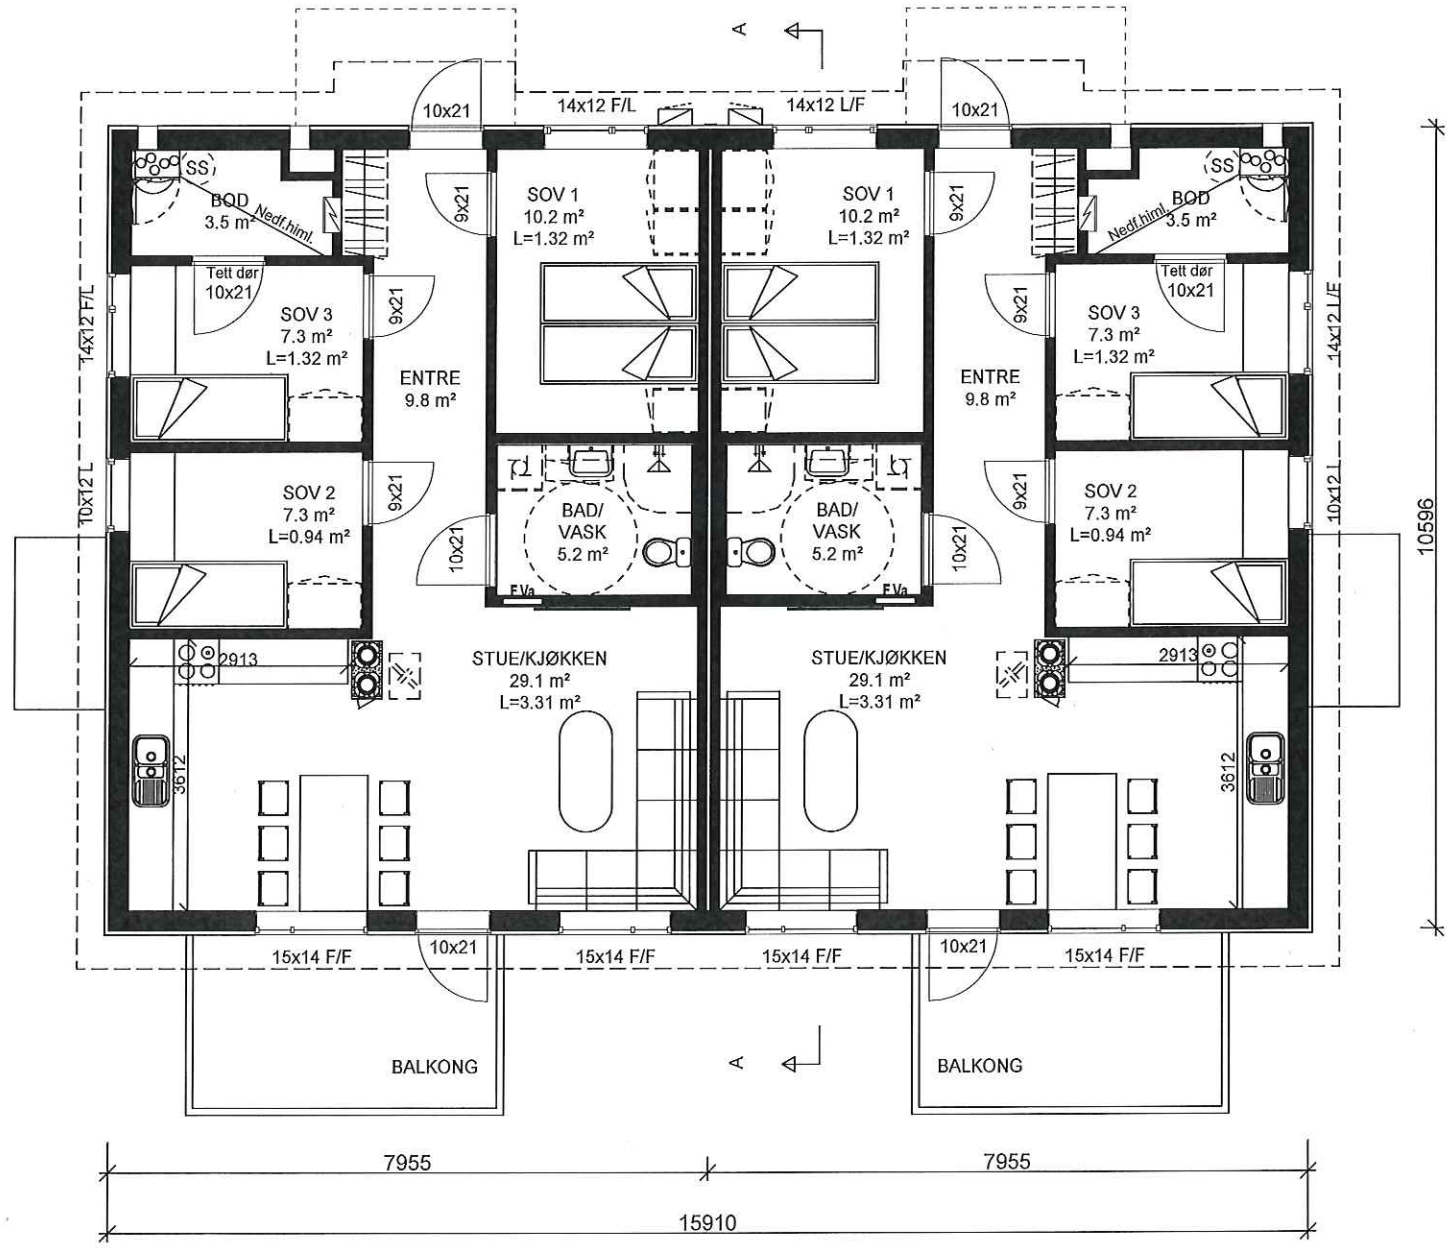 A
A
10x21
14x12 F/L
14x12 L/F
10x21
SS
BOD
3.5 m²
Nedf.himl.
9x21
SOV 1
10.2 m²
L=1.32 m²
SOV 1
10.2 m²
L=1.32 m²
9x21
SS
BOD
3.5 m²
Nedf.himl.
14x12 F/L
Tett dør
10x21
SOV 3
7.3 m²
L=1.32 m²
9x21
ENTRE
9.8 m²
ENTRE
9.8 m²
9x21
SOV 3
7.3 m²
L=1.32 m²
Tett dør
10x21
14x12 L/F
10x12 L
SOV 2
7.3 m²
L=0.94 m²
9x21
10x21
BAD/
VASK
5.2 m²
F.Va
BAD/
VASK
5.2 m²
F.Va
10x21
9x21
SOV 2
7.3 m²
L=0.94 m²
10x12 L
10596
2913
STUE/KJØKKEN
29.1 m²
L=3.31 m²
STUE/KJØKKEN
29.1 m²
L=3.31 m²
2913
3612
3612
15x14 F/F
10x21
15x14 F/F
15x14 F/F
10x21
15x14 F/F
BALKONG
BALKONG
7955
7955
15910